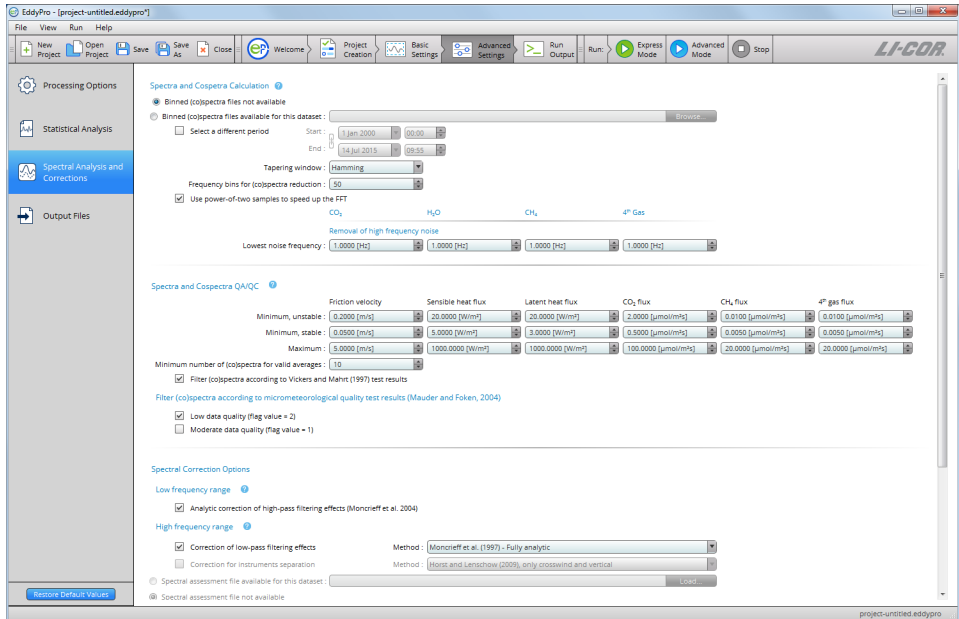 EddyPro - [project-untitled.eddypro*]
File View Run Help
New Project Open Project Save Save As Close Welcome Project Creation Basic Settings Advanced Settings Run Output Run: Express Mode Advanced Mode Stop LI-COR
Processing Options
Statistical Analysis
Spectral Analysis and Corrections
Output Files
Restore Default Values
Spectra and Cospetra Calculation ?
Binned (co)spectra files not available
Binned (co)spectra files available for this dataset : Browse...
Select a different period Start : 1 Jan 2000 00:00
End : 14 Jul 2015 09:55
Tapering window : Hamming
Frequency bins for (co)spectra reduction : 50
Use power-of-two samples to speed up the FFT
CO₂ H₂O CH₄ 4ᵗʰ Gas
Removal of high frequency noise
Lowest noise frequency : 1.0000 [Hz] 1.0000 [Hz] 1.0000 [Hz] 1.0000 [Hz]
Spectra and Cospectra QA/QC ?
Friction velocity Sensible heat flux Latent heat flux CO₂ flux CH₄ flux 4ᵗʰ gas flux
Minimum, unstable : 0.2000 [m/s] 20.0000 [W/m²] 20.0000 [W/m²] 2.0000 [μmol/m²s] 0.0100 [μmol/m²s] 0.0100 [μmol/m²s]
Minimum, stable : 0.0500 [m/s] 5.0000 [W/m²] 3.0000 [W/m²] 0.5000 [μmol/m²s] 0.0050 [μmol/m²s] 0.0050 [μmol/m²s]
Maximum : 5.0000 [m/s] 1000.0000 [W/m²] 1000.0000 [W/m²] 100.0000 [μmol/m²s] 20.0000 [μmol/m²s] 20.0000 [μmol/m²s]
Minimum number of (co)spectra for valid averages : 10
Filter (co)spectra according to Vickers and Mahrt (1997) test results
Filter (co)spectra according to micrometeorological quality test results (Mauder and Foken, 2004)
Low data quality (flag value = 2)
Moderate data quality (flag value = 1)
Spectral Correction Options
Low frequency range ?
Analytic correction of high-pass filtering effects (Moncrieff et al. 2004)
High frequency range ?
Correction of low-pass filtering effects Method : Moncrieff et al. (1997) - Fully analytic
Correction for instruments separation Method : Horst and Lenschow (2009), only crosswind and vertical
Spectral assessment file available for this dataset : Load...
Spectral assessment file not available
project-untitled.eddypro